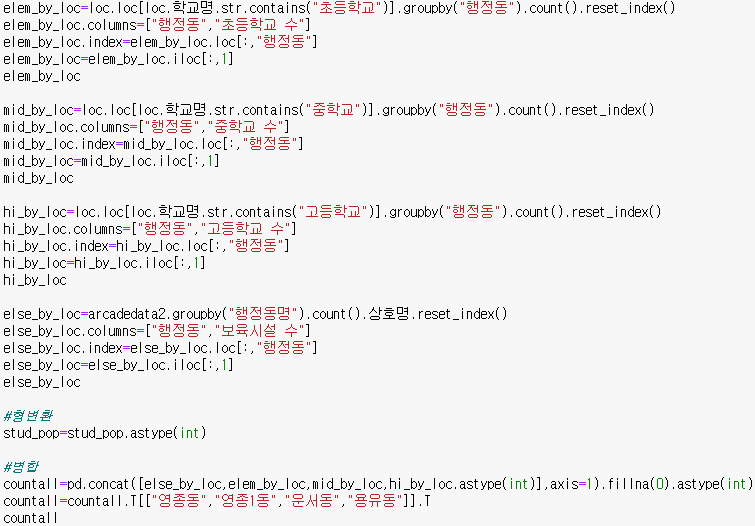 elem_by_loc=loc.loc[loc.학교명.str.contains("초등학교")].groupby("행정동").count().reset_index()
elem_by_loc.columns=["행정동","초등학교 수"]
elem_by_loc.index=elem_by_loc.loc[:,"행정동"]
elem_by_loc=elem_by_loc.iloc[:,1]
elem_by_loc
mid_by_loc=loc.loc[loc.학교명.str.contains("중학교")].groupby("행정동").count().reset_index()
mid_by_loc.columns=["행정동","중학교 수"]
mid_by_loc.index=mid_by_loc.loc[:,"행정동"]
mid_by_loc=mid_by_loc.iloc[:,1]
mid_by_loc
hi_by_loc=loc.loc[loc.학교명.str.contains("고등학교")].groupby("행정동").count().reset_index()
hi_by_loc.columns=["행정동","고등학교 수"]
hi_by_loc.index=hi_by_loc.loc[:,"행정동"]
hi_by_loc=hi_by_loc.iloc[:,1]
hi_by_loc
else_by_loc=arcadedata2.groupby("행정동명").count().상호명.reset_index()
else_by_loc.columns=["행정동","보육시설 수"]
else_by_loc.index=else_by_loc.loc[:,"행정동"]
else_by_loc=else_by_loc.iloc[:,1]
else_by_loc
#형변환
stud_pop=stud_pop.astype(int)
#병합
countall=pd.concat([else_by_loc,elem_by_loc,mid_by_loc,hi_by_loc.astype(int)],axis=1).fillna(0).astype(int)
countall=countall.T[["영종동","영종1동","운서동","용유동"]].T
countall